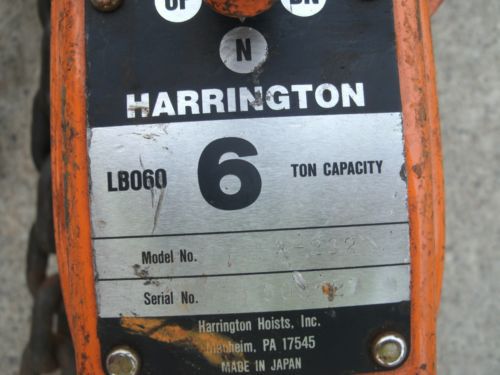 UP DN
N
HARRINGTON
LB060 6 TON CAPACITY
Model No.
Serial No.
Harrington Hoists, Inc.
Manheim, PA 17545
MADE IN JAPAN